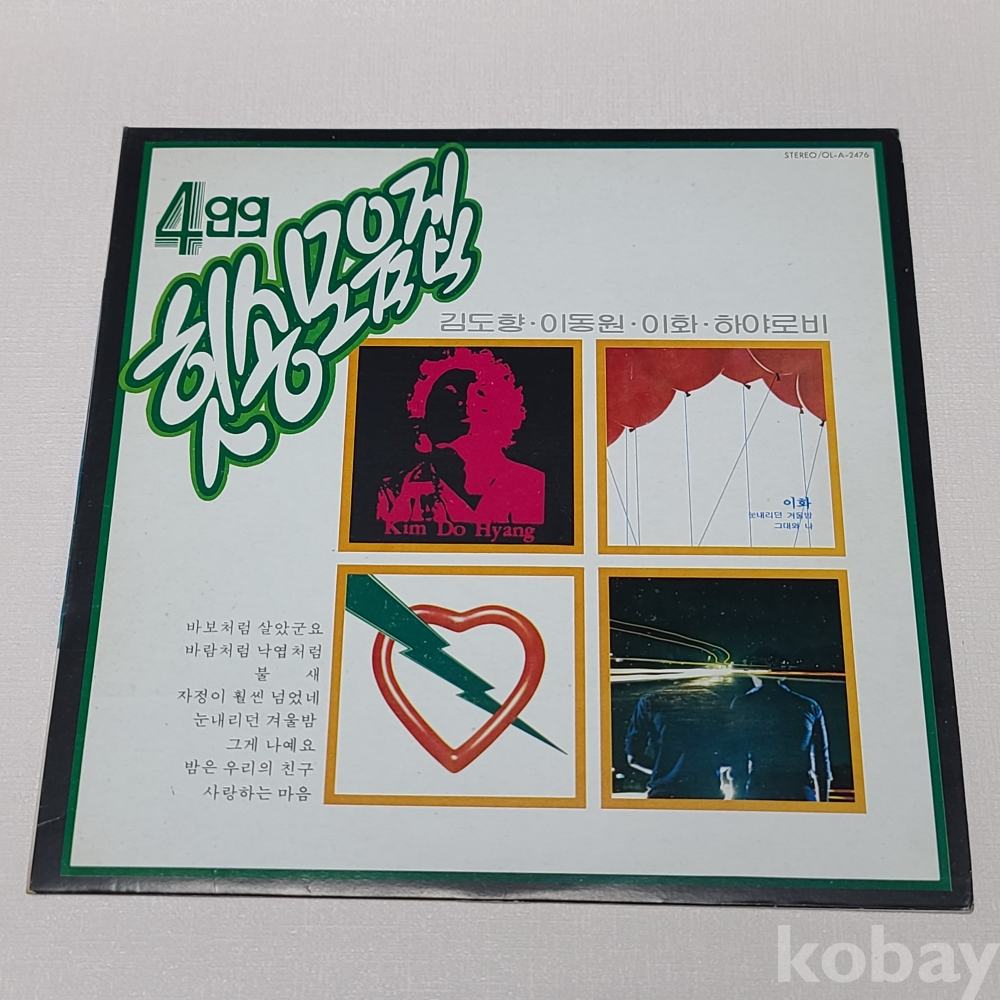 STEREO/OL-A-2476
4인의
힛송모음집
김도향·이동원·이화·하야로비
Kim Do Hyang
이화
눈내리던 겨울밤
그대와 나
바보처럼 살았군요
바람처럼 낙엽처럼
불 새
자정이 훨씬 넘었네
눈내리던 겨울밤
그게 나예요
밤은 우리의 친구
사랑하는 마음
kobay